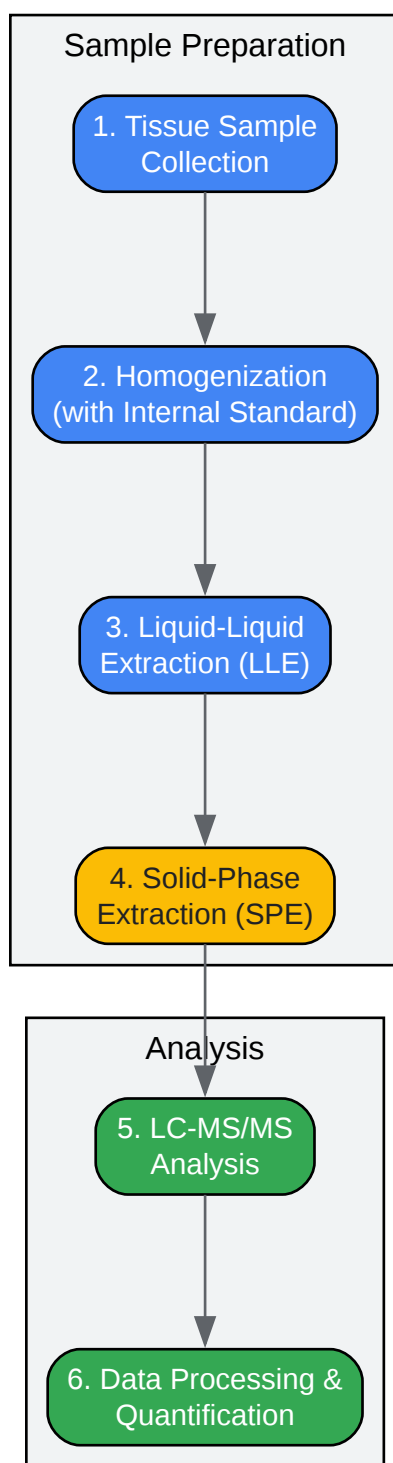 Sample Preparation
1. Tissue Sample
Collection
2. Homogenization
(with Internal Standard)
3. Liquid-Liquid
Extraction (LLE)
4. Solid-Phase
Extraction (SPE)
Analysis
5. LC-MS/MS
Analysis
6. Data Processing &
Quantification